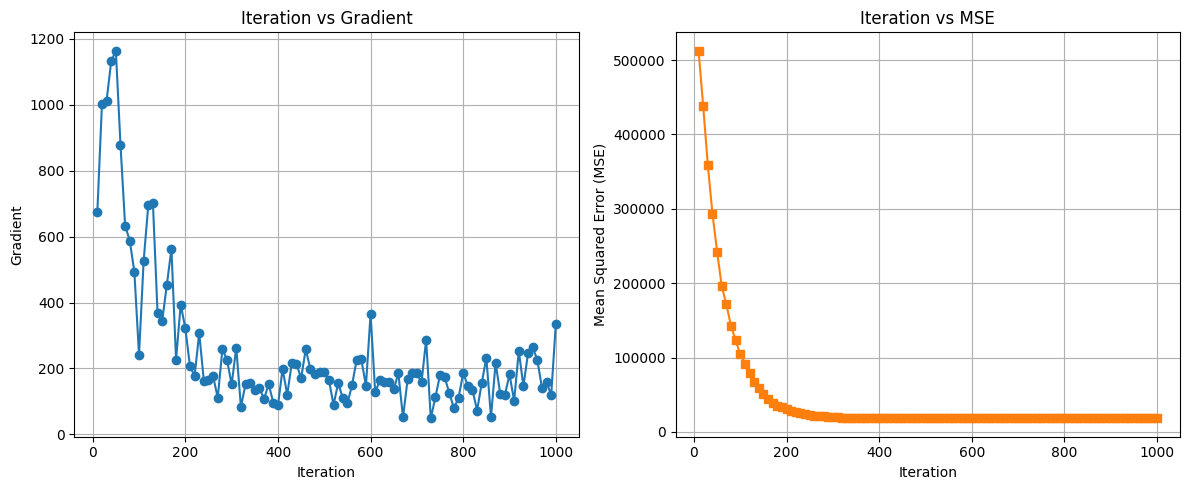 Iteration vs Gradient
Gradient
1200
1000
800
600
400
200
0
0 200 400 600 800 1000
Iteration
Iteration vs MSE
Mean Squared Error (MSE)
500000
400000
300000
200000
100000
0
0 200 400 600 800 1000
Iteration